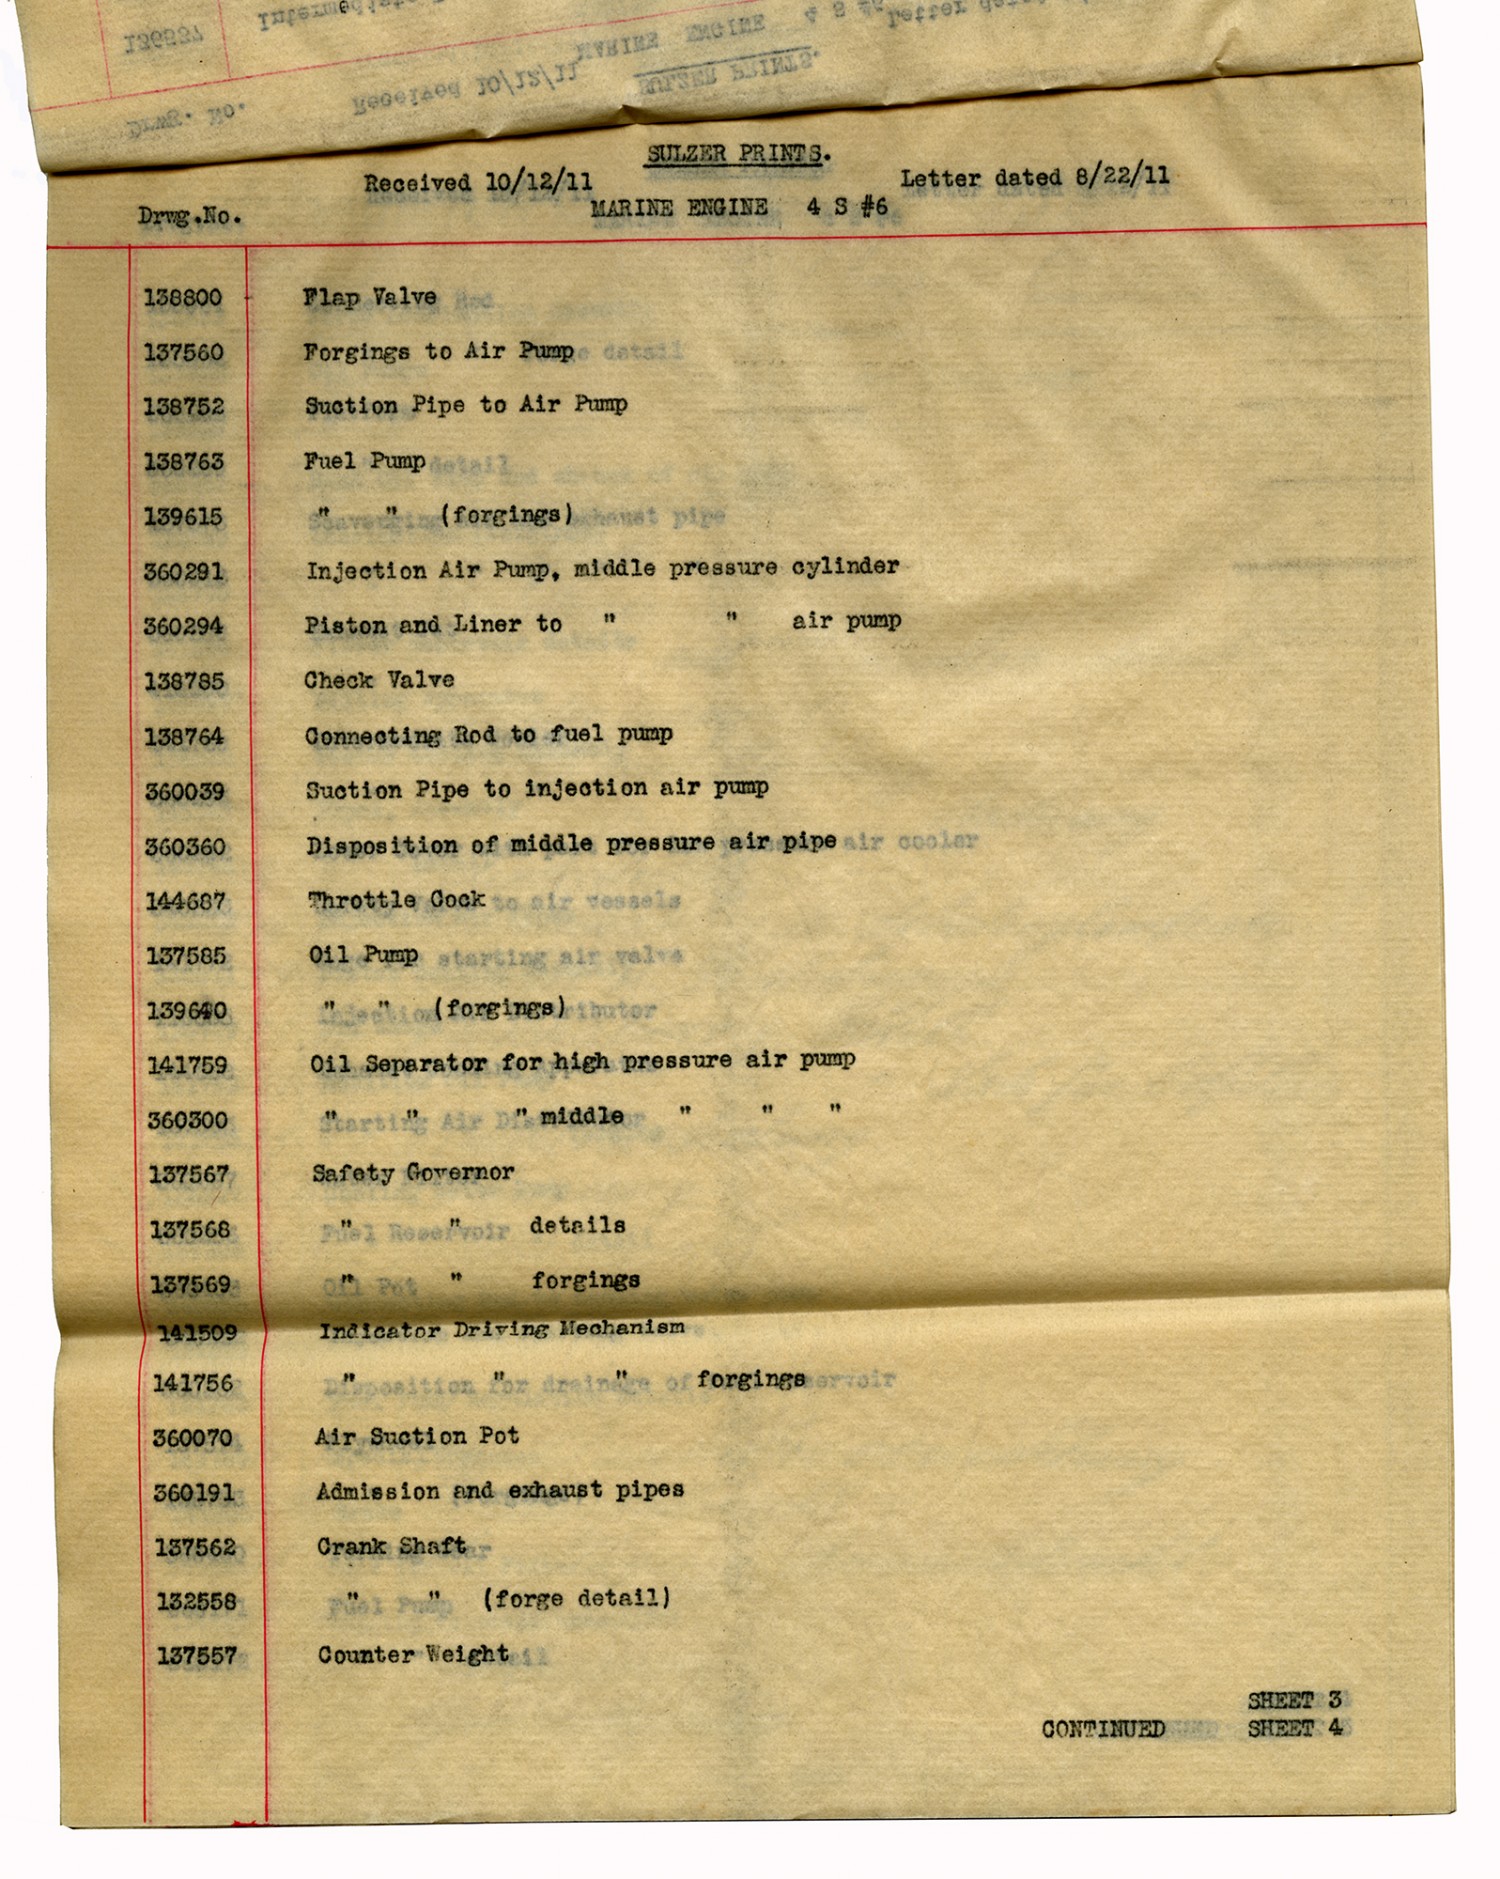 SULZER PRINTS.
Received 10/12/11 Letter dated 8/22/11
Drwg.No. MARINE ENGINE 4 S #6
138800 Flap Valve
137560 Forgings to Air Pump
138752 Suction Pipe to Air Pump
138763 Fuel Pump
139615 " " (forgings)
360291 Injection Air Pump, middle pressure cylinder
360294 Piston and Liner to " " air pump
138785 Check Valve
138764 Connecting Rod to fuel pump
360039 Suction Pipe to injection air pump
360360 Disposition of middle pressure air pipe
144687 Throttle Cock
137585 Oil Pump
139640 " " (forgings)
141759 Oil Separator for high pressure air pump
360300 " " " middle " " "
137567 Safety Governor
137568 " " details
137569 " " forgings
141509 Indicator Driving Mechanism
141756 " " " forgings
360070 Air Suction Pot
360191 Admission and exhaust pipes
137562 Crank Shaft
132558 " " (forge detail)
137557 Counter Weight
SHEET 3
CONTINUED SHEET 4